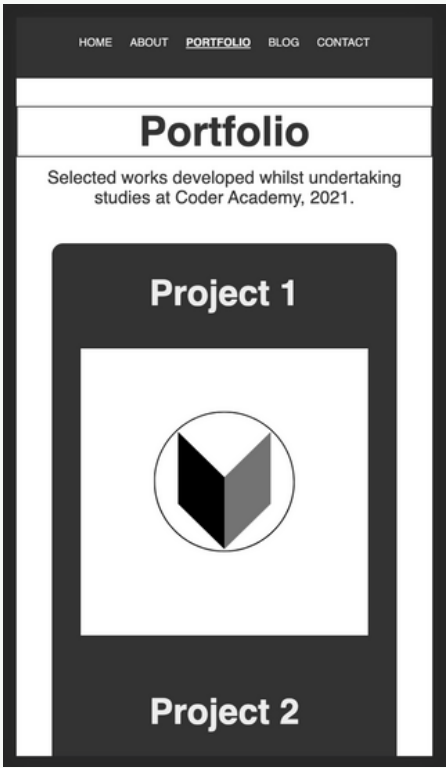 HOME ABOUT PORTFOLIO BLOG CONTACT
Portfolio
Selected works developed whilst undertaking
studies at Coder Academy, 2021.
Project 1
Project 2